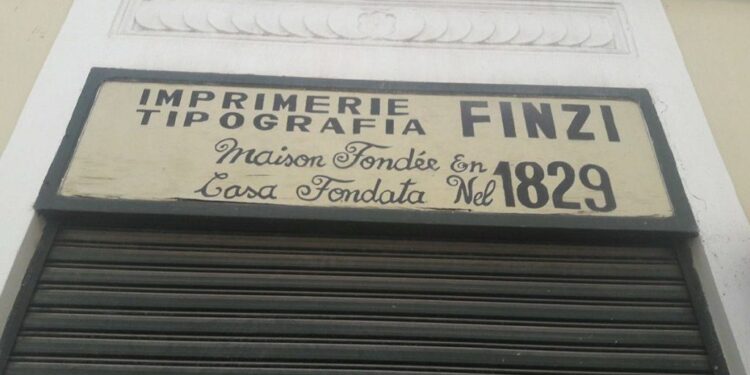 IMPRIMERIE
TIPOGRAFIA FINZI
Maison Fondée En
Casa Fondata Nel 1829